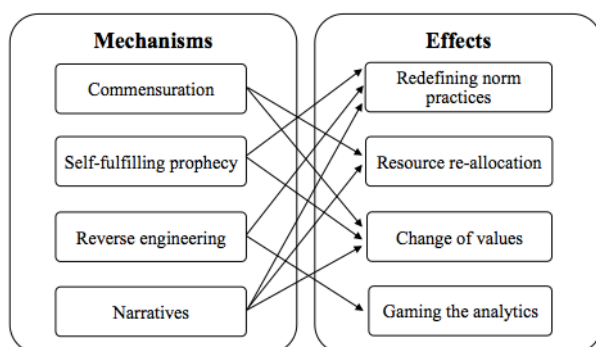 Mechanisms
Commensuration
Self-fulfilling prophecy
Reverse engineering
Narratives
Effects
Redefining norm
practices
Resource re-allocation
Change of values
Gaming the analytics